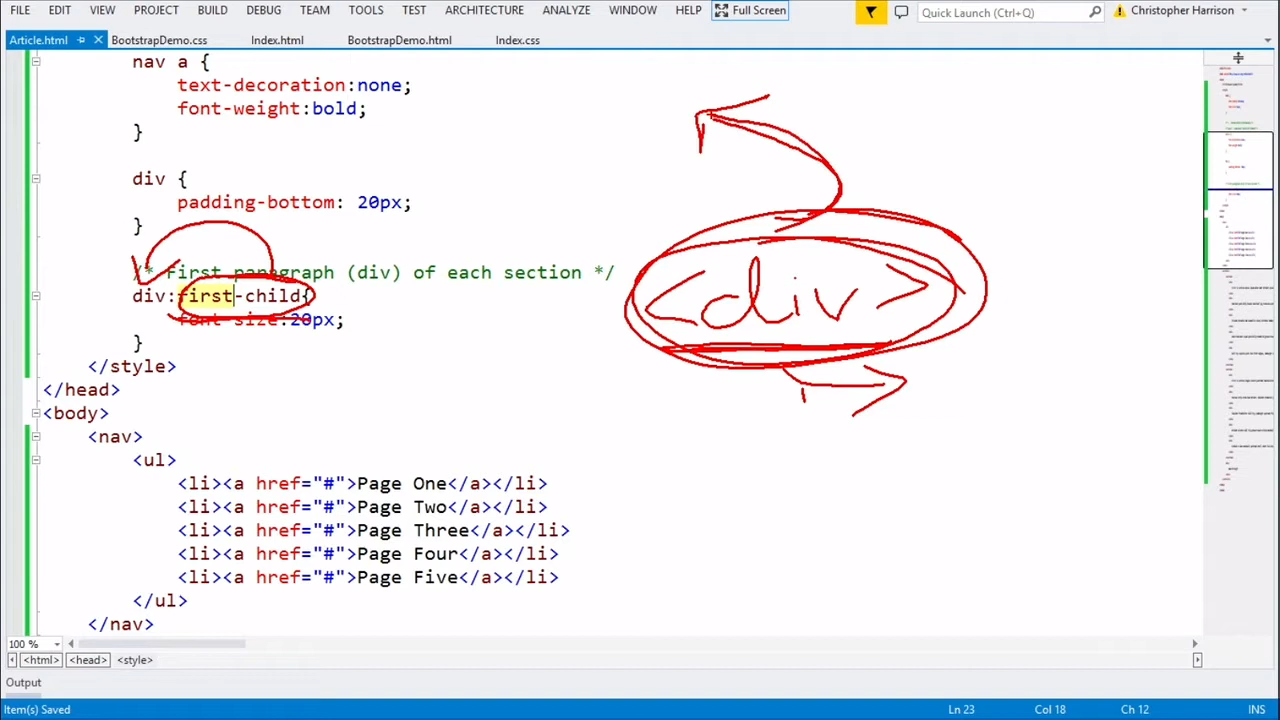 FILE EDIT VIEW PROJECT BUILD DEBUG TEAM TOOLS TEST ARCHITECTURE ANALYZE WINDOW HELP Full Screen Quick Launch (Ctrl+Q) Christopher Harrison
Article.html BootstrapDemo.css Index.html BootstrapDemo.html Index.css
nav a {
text-decoration:none;
font-weight:bold;
}
div {
padding-bottom: 20px;
}
/* First paragraph (div) of each section */
div:first-child{
font-size:20px;
}
<div>
</style>
</head>
<body>
<nav>
<ul>
<li><a href="#">Page One</a></li>
<li><a href="#">Page Two</a></li>
<li><a href="#">Page Three</a></li>
<li><a href="#">Page Four</a></li>
<li><a href="#">Page Five</a></li>
</ul>
</nav>
100 %
<html> <head> <style>
Output
Item(s) Saved Ln 23 Col 18 Ch 12 INS